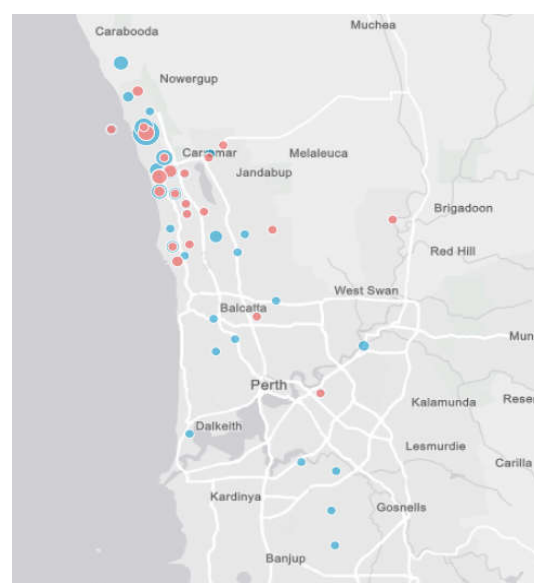 Muchea
Carabooda
Nowergup
Carramar
Melaleuca
Jandabup
Brigadoon
Red Hill
West Swan
Balcatta
Mun
Perth
Kalamunda
Rese
Dalkeith
Lesmurdie
Carilla
Kardinya
Gosnells
Banjup